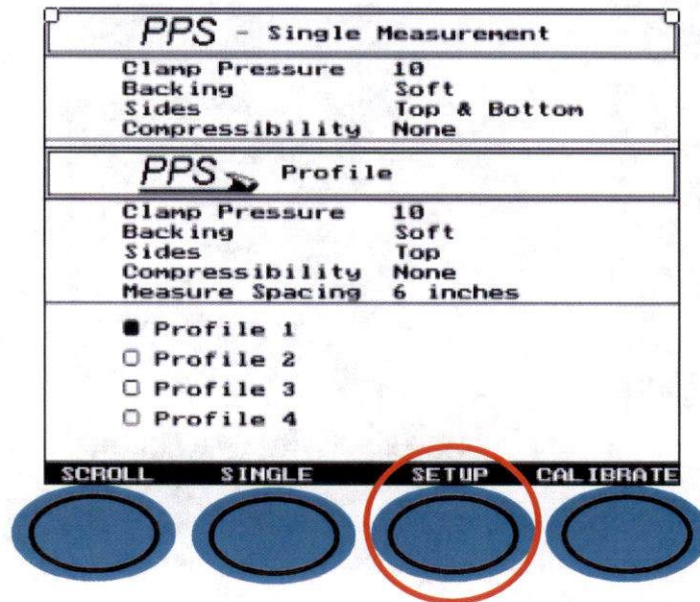 PPS - Single Measurement
Clamp Pressure 10
Backing Soft
Sides Top & Bottom
Compressibility None
PPS Profile
Clamp Pressure 10
Backing Soft
Sides Top
Compressibility None
Measure Spacing 6 inches
Profile 1
Profile 2
Profile 3
Profile 4
SCROLL SINGLE SETUP CALIBRATE